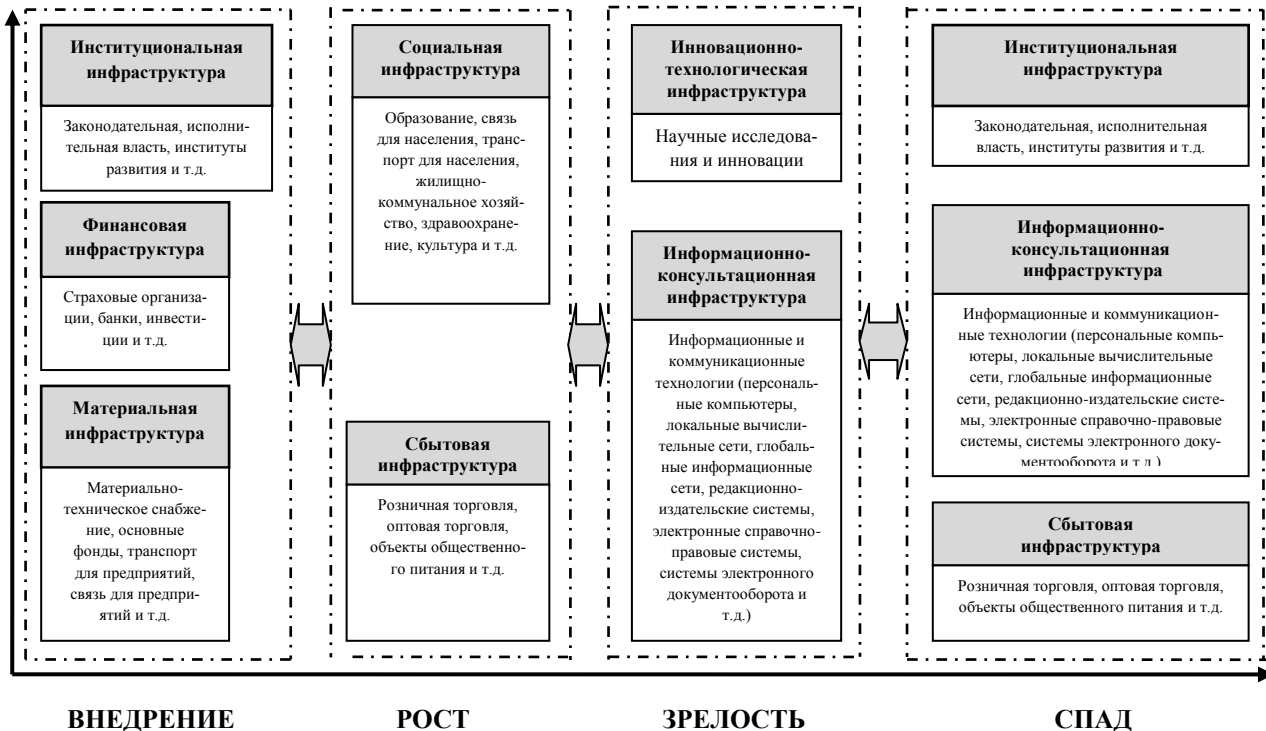 Институциональная
инфраструктура
Законодательная, исполни-
тельная власть, институты
развития и т.д.
Финансовая
инфраструктура
Страховые организа-
ции, банки, инвести-
ции и т.д.
Материальная
инфраструктура
Материально-
техническое снабже-
ние, основные
фонды, транспорт
для предприятий,
связь для предпри-
ятий и т.д.
Социальная
инфраструктура
Образование, связь
для населения, транс-
порт для населения,
жилищно-
коммунальное хозяй-
ство, здравоохране-
ние, культура и т.д.
Сбытовая
инфраструктура
Розничная торговля,
оптовая торговля,
объекты общественно-
го питания и т.д.
Инновационно-
технологическая
инфраструктура
Научные исследова-
ния и инновации
Информационно-
консультационная
инфраструктура
Информационные и
коммуникационные
технологии (персональ-
ные компьютеры,
локальные вычисли-
тельные сети, глобаль-
ные информационные
сети, редакционно-
издательские системы,
электронные справочно-
правовые системы,
системы электронного
документооборота и
т.д.)
Институциональная
инфраструктура
Законодательная, исполнительная
власть, институты развития и т.д.
Информационно-
консультационная
инфраструктура
Информационные и коммуникацион-
ные технологии (персональные компь-
ютеры, локальные вычислительные
сети, глобальные информационные
сети, редакционно-издательские систе-
мы, электронные справочно-правовые
системы, системы электронного доку-
ментооборота и т.д.)
Сбытовая
инфраструктура
Розничная торговля, оптовая торговля,
объекты общественного питания и т.д.
ВНЕДРЕНИЕ
РОСТ
ЗРЕЛОСТЬ
СПАД